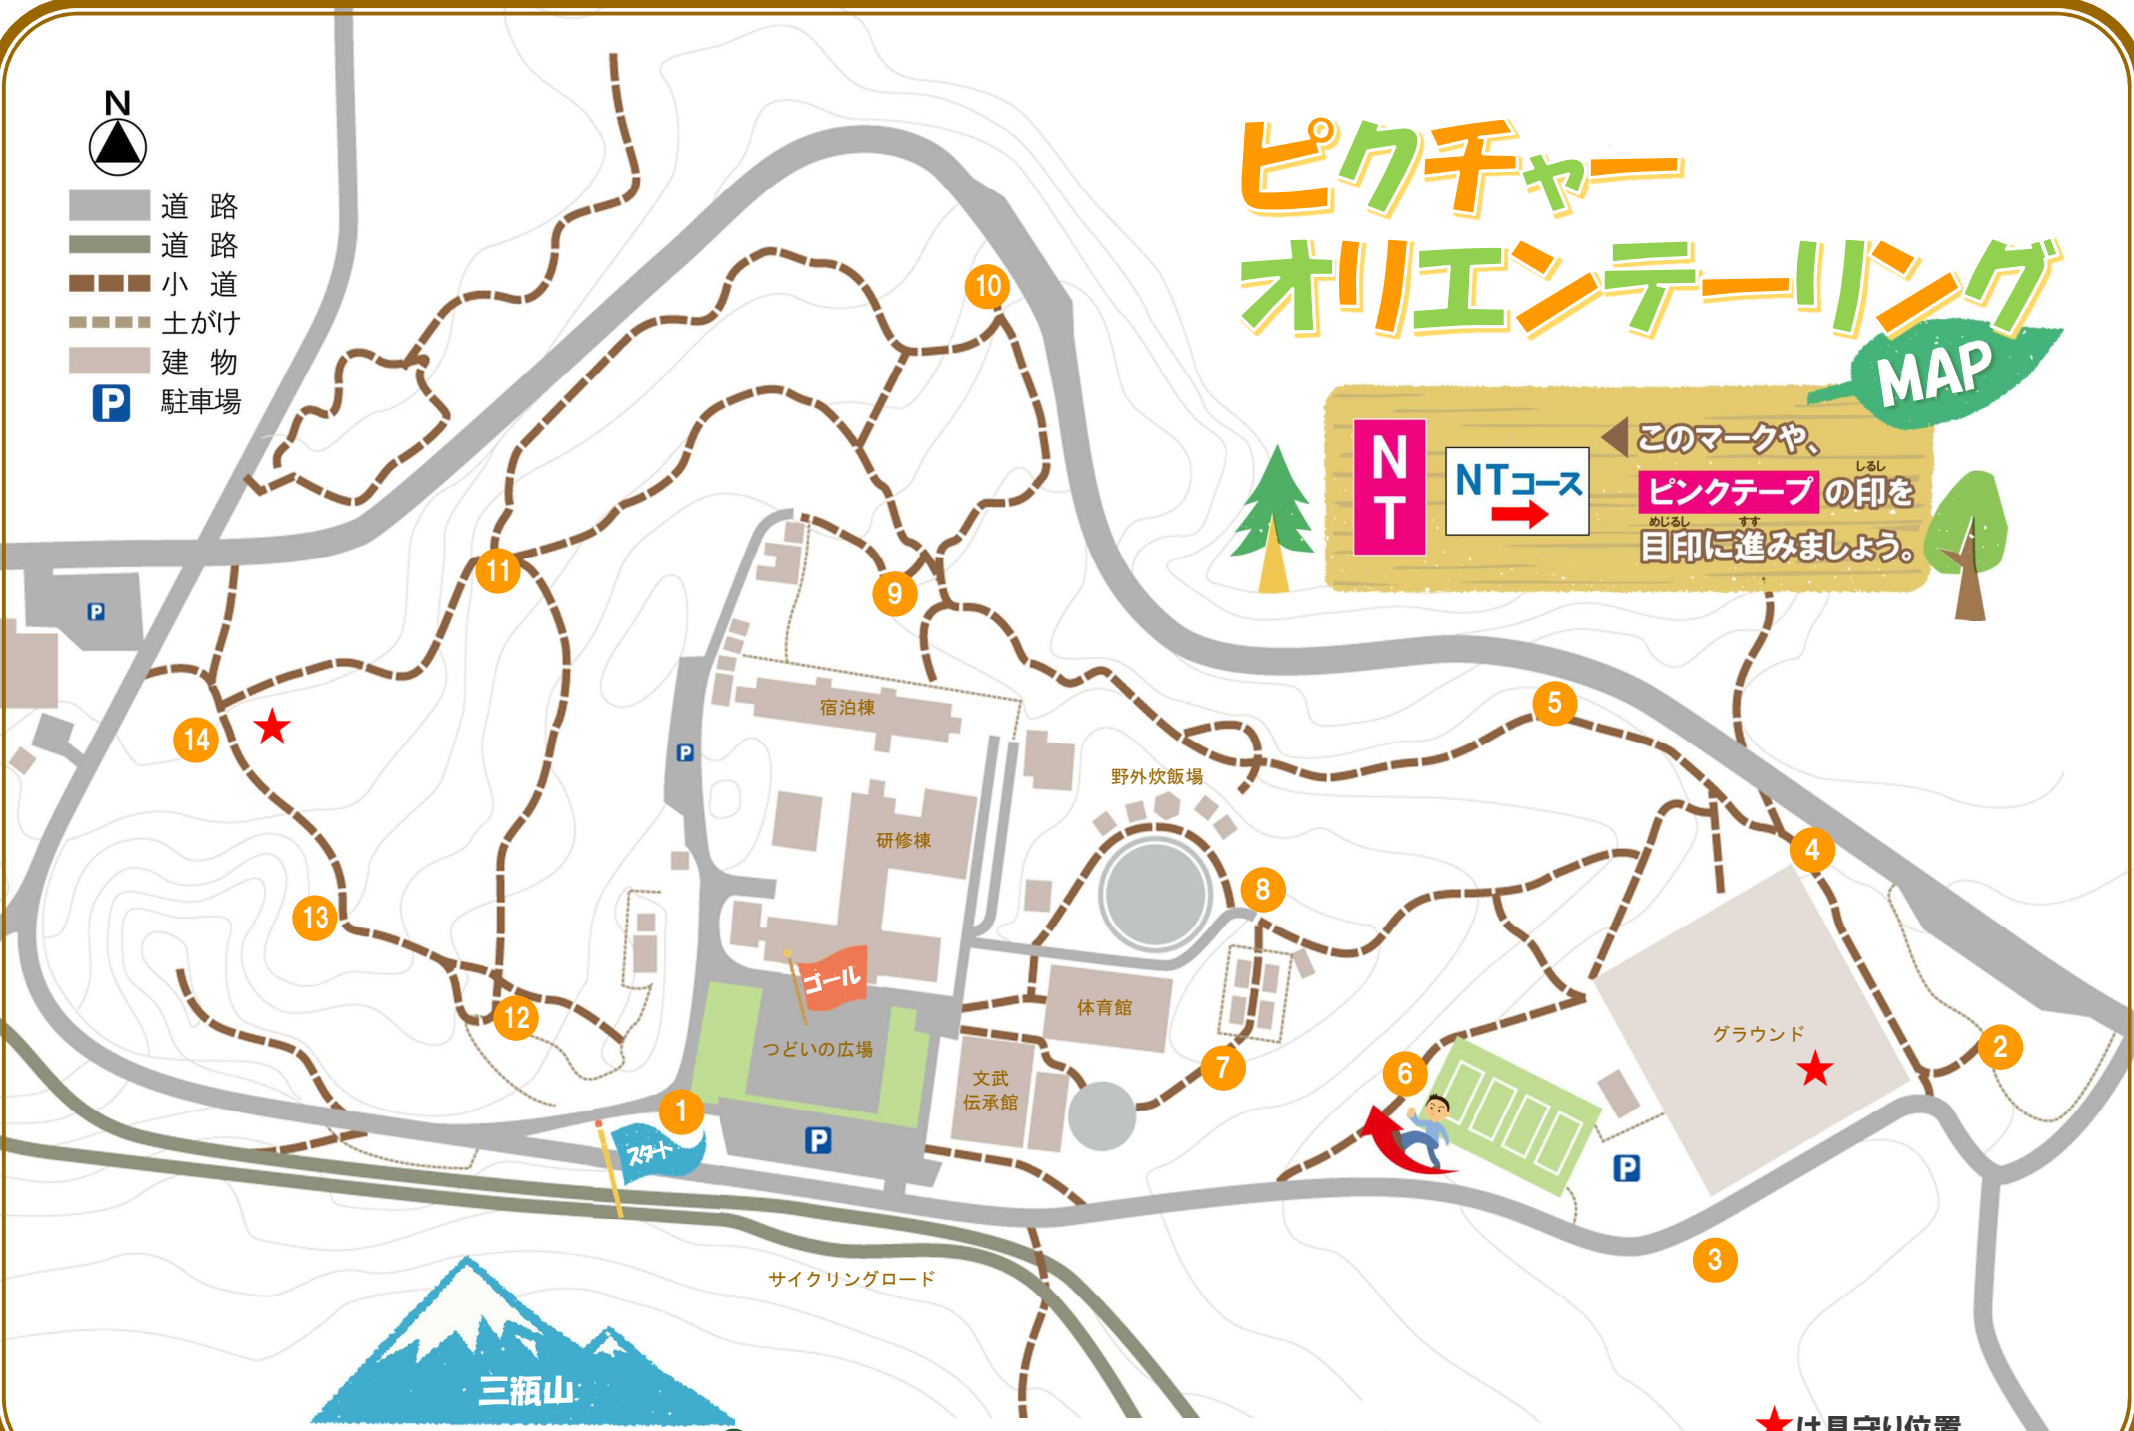 N
道 路
道 路
小 道
土がけ
建 物
P 駐車場
ピクチャー
オリエンテーリング
MAP
N
T
NTコース
このマークや、
ピンクテープ の印を
しるし
目印に進みましょう。
めじるし
すす
10
11
9
5
P
14
宿泊棟
P
野外炊飯場
研修棟
4
8
13
ゴール
体育館
グラウンド
12
つどいの広場
2
7
6
文武
伝承館
1
スタート
P
P
3
サイクリングロード
三瓶山
★は見守り位置